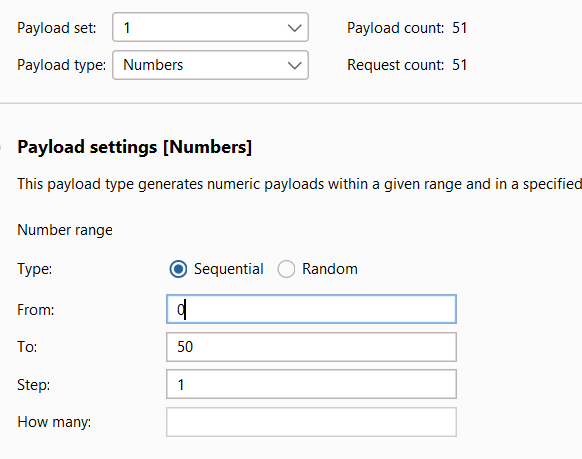 Payload set: 1 Payload count: 51
Payload type: Numbers Request count: 51
Payload settings [Numbers]
This payload type generates numeric payloads within a given range and in a specified
Number range
Type: Sequential Random
From: 0
To: 50
Step: 1
How many: